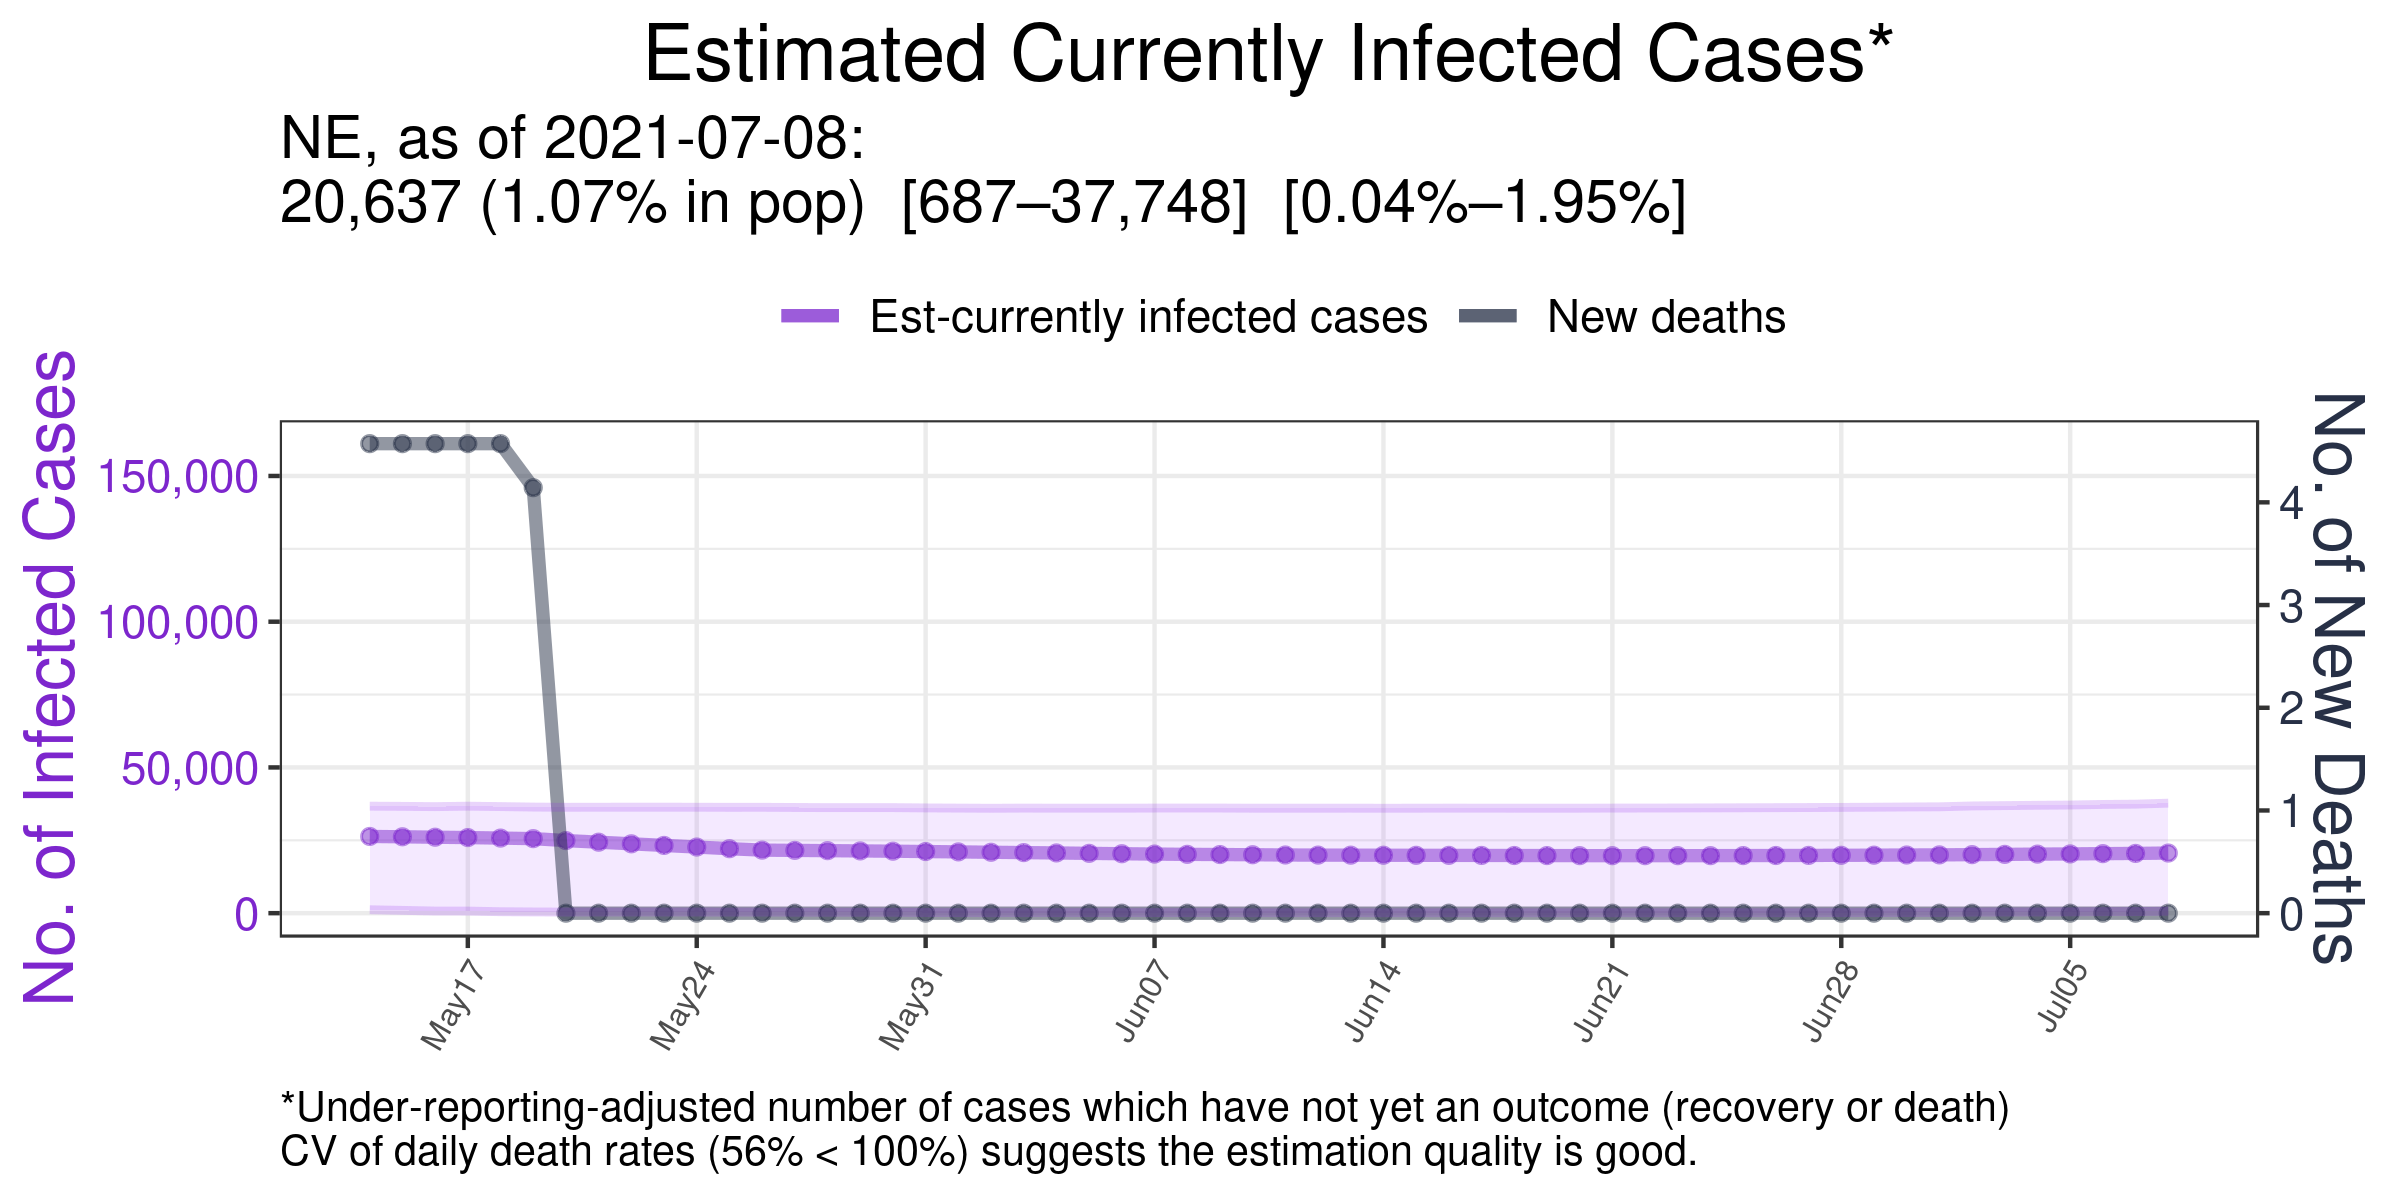 Estimated Currently Infected Cases*
NE, as of 2021-07-08:
20,637 (1.07% in pop)  [687–37,748]  [0.04%–1.95%]
Est-currently infected cases
New deaths
No. of Infected Cases
150,000
100,000
50,000
0
No. of New Deaths
4
3
2
1
0
May17
May24
May31
Jun07
Jun14
Jun21
Jun28
Jul05
*Under-reporting-adjusted number of cases which have not yet an outcome (recovery or death)
CV of daily death rates (56% < 100%) suggests the estimation quality is good.